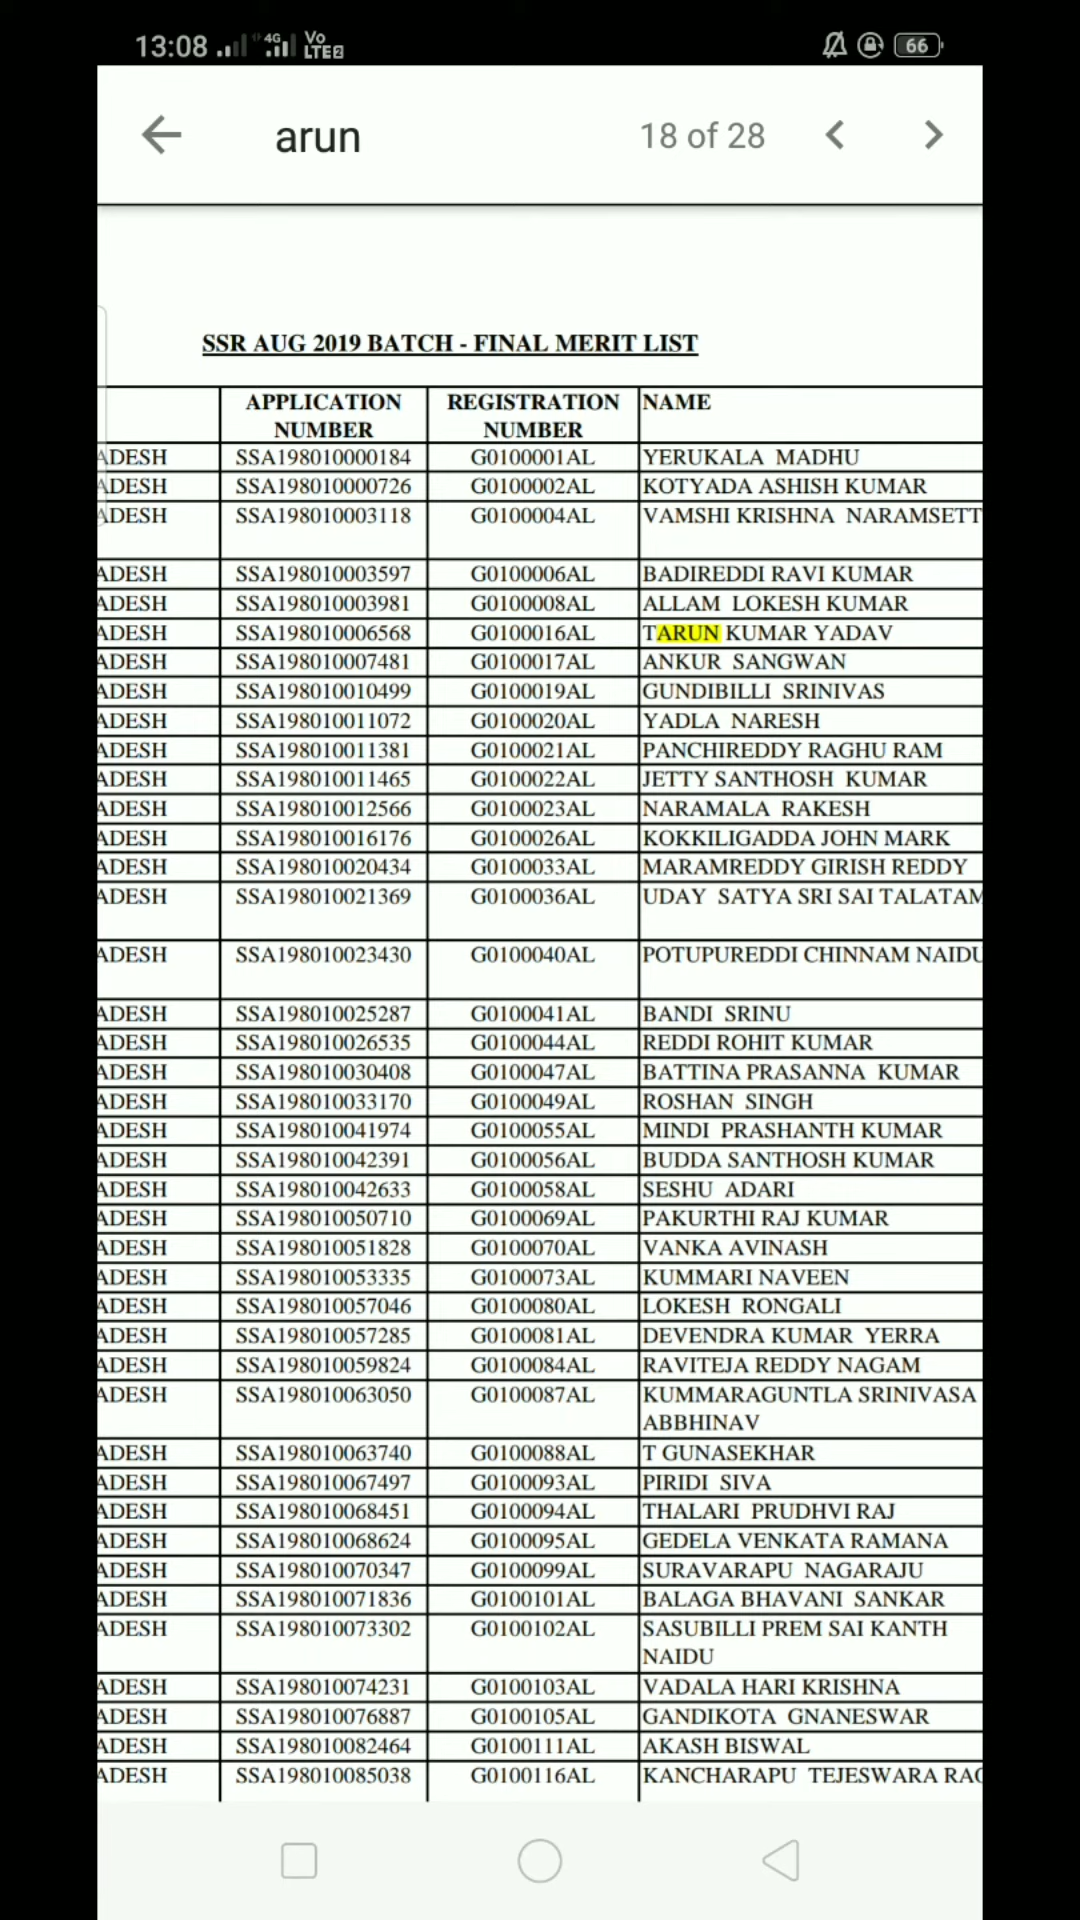 13:08 4G Vo LTE2 66
arun 18 of 28
SSR AUG 2019 BATCH - FINAL MERIT LIST
APPLICATION NUMBER REGISTRATION NUMBER NAME
ADESH SSA198010000184 G0100001AL YERUKALA MADHU
ADESH SSA198010000726 G0100002AL KOTYADA ASHISH KUMAR
ADESH SSA198010003118 G0100004AL VAMSHI KRISHNA NARAMSETT
ADESH SSA198010003597 G0100006AL BADIREDDI RAVI KUMAR
ADESH SSA198010003981 G0100008AL ALLAM LOKESH KUMAR
ADESH SSA198010006568 G0100016AL TARUN KUMAR YADAV
ADESH SSA198010007481 G0100017AL ANKUR SANGWAN
ADESH SSA198010010499 G0100019AL GUNDIBILLI SRINIVAS
ADESH SSA198010011072 G0100020AL YADLA NARESH
ADESH SSA198010011381 G0100021AL PANCHIREDDY RAGHU RAM
ADESH SSA198010011465 G0100022AL JETTY SANTHOSH KUMAR
ADESH SSA198010012566 G0100023AL NARAMALA RAKESH
ADESH SSA198010016176 G0100026AL KOKKILIGADDA JOHN MARK
ADESH SSA198010020434 G0100033AL MARAMREDDY GIRISH REDDY
ADESH SSA198010021369 G0100036AL UDAY SATYA SRI SAI TALATAM
ADESH SSA198010023430 G0100040AL POTUPUREDDI CHINNAM NAIDU
ADESH SSA198010025287 G0100041AL BANDI SRINU
ADESH SSA198010026535 G0100044AL REDDI ROHIT KUMAR
ADESH SSA198010030408 G0100047AL BATTINA PRASANNA KUMAR
ADESH SSA198010033170 G0100049AL ROSHAN SINGH
ADESH SSA198010041974 G0100055AL MINDI PRASHANTH KUMAR
ADESH SSA198010042391 G0100056AL BUDDA SANTHOSH KUMAR
ADESH SSA198010042633 G0100058AL SESHU ADARI
ADESH SSA198010050710 G0100069AL PAKURTHI RAJ KUMAR
ADESH SSA198010051828 G0100070AL VANKA AVINASH
ADESH SSA198010053335 G0100073AL KUMMARI NAVEEN
ADESH SSA198010057046 G0100080AL LOKESH RONGALI
ADESH SSA198010057285 G0100081AL DEVENDRA KUMAR YERRA
ADESH SSA198010059824 G0100084AL RAVITEJA REDDY NAGAM
ADESH SSA198010063050 G0100087AL KUMMARAGUNTLA SRINIVASA
ABBHINAV
ADESH SSA198010063740 G0100088AL T GUNASEKHAR
ADESH SSA198010067497 G0100093AL PIRIDI SIVA
ADESH SSA198010068451 G0100094AL THALARI PRUDHVI RAJ
ADESH SSA198010068624 G0100095AL GEDELA VENKATA RAMANA
ADESH SSA198010070347 G0100099AL SURAVARAPU NAGARAJU
ADESH SSA198010071836 G0100101AL BALAGA BHAVANI SANKAR
ADESH SSA198010073302 G0100102AL SASUBILLI PREM SAI KANTH
NAIDU
ADESH SSA198010074231 G0100103AL VADALA HARI KRISHNA
ADESH SSA198010076887 G0100105AL GANDIKOTA GNANESWAR
ADESH SSA198010082464 G0100111AL AKASH BISWAL
ADESH SSA198010085038 G0100116AL KANCHARAPU TEJESWARA RAO